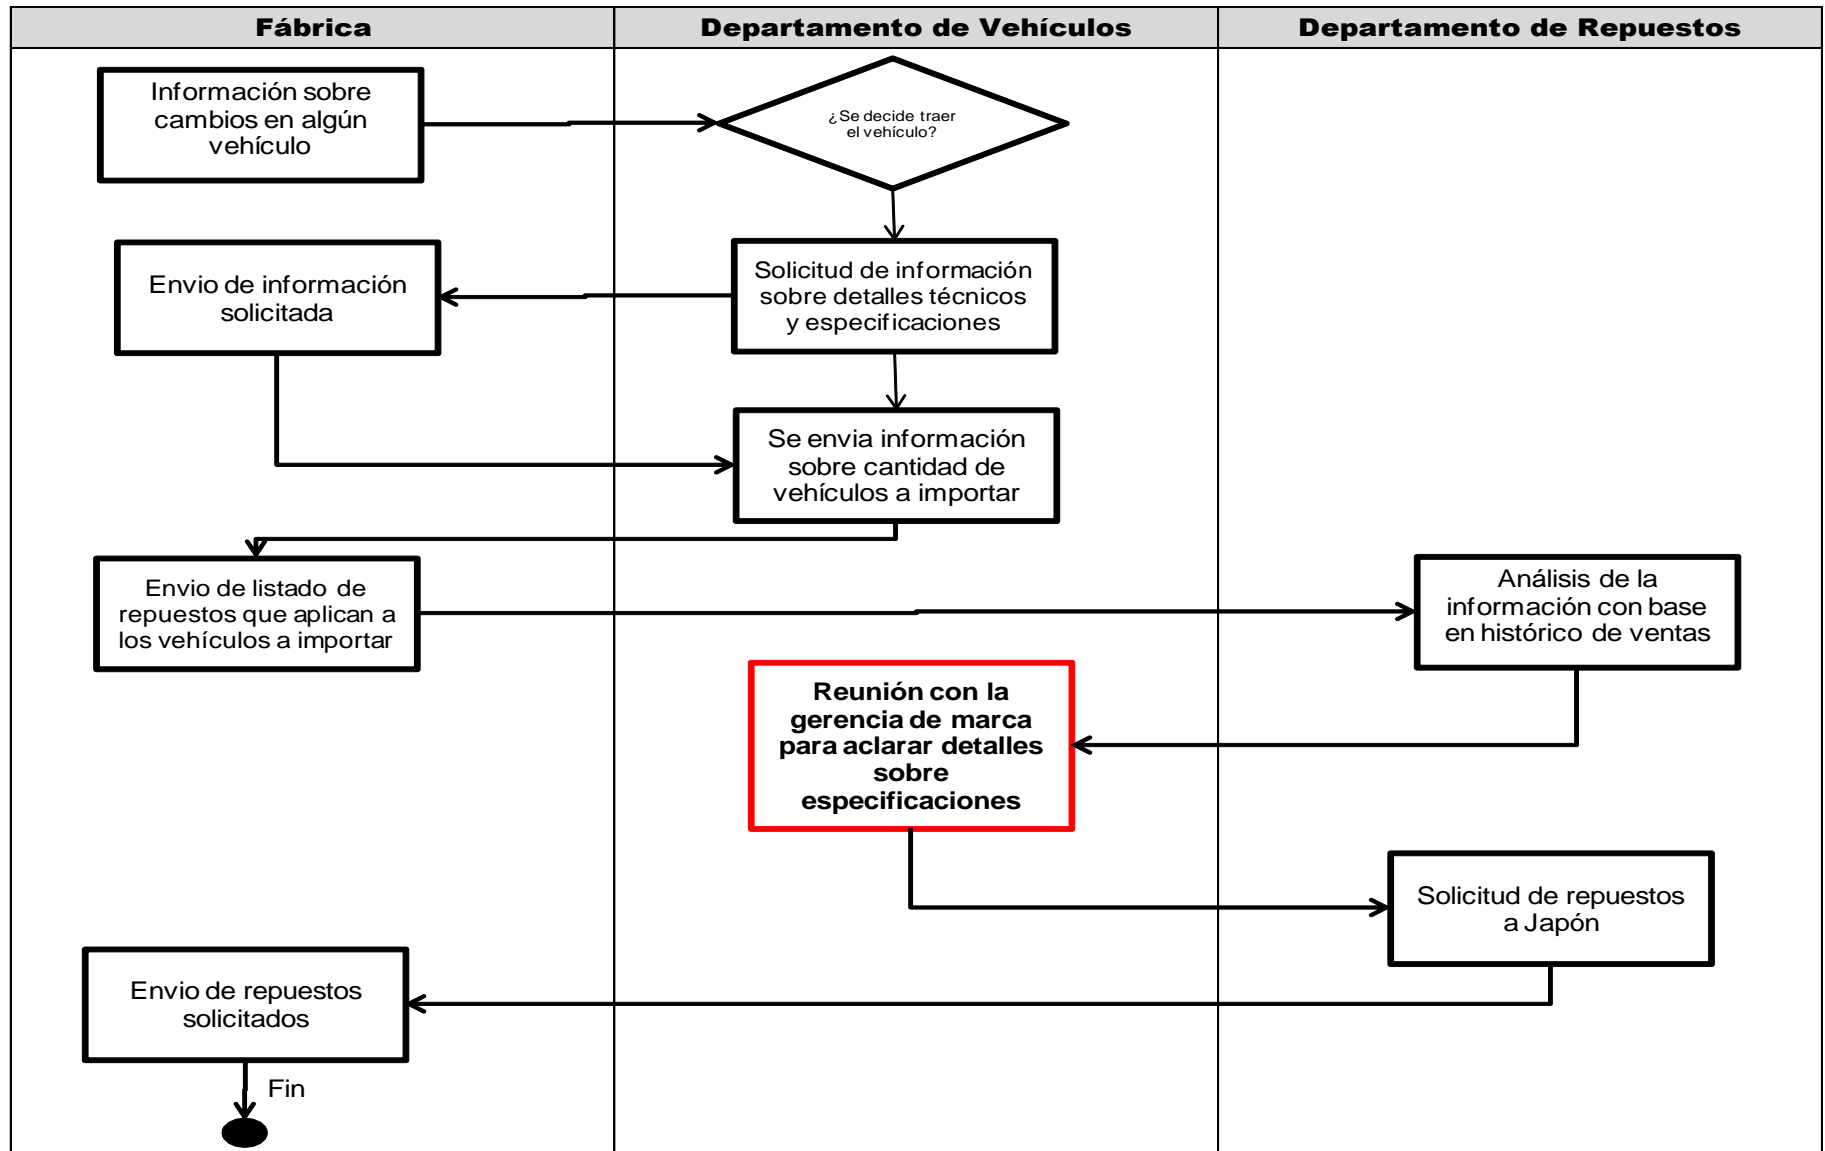 Fábrica
Departamento de Vehículos
Departamento de Repuestos
Información sobre
cambios en algún
vehículo
¿Se decide traer
el vehículo?
Envio de información
solicitada
Solicitud de información
sobre detalles técnicos
y especificaciones
Se envia información
sobre cantidad de
vehículos a importar
Envio de listado de
repuestos que aplican a
los vehículos a importar
Análisis de la
información con base
en histórico de ventas
Reunión con la
gerencia de marca
para aclarar detalles
sobre
especificaciones
Solicitud de repuestos
a Japón
Envio de repuestos
solicitados
Fin